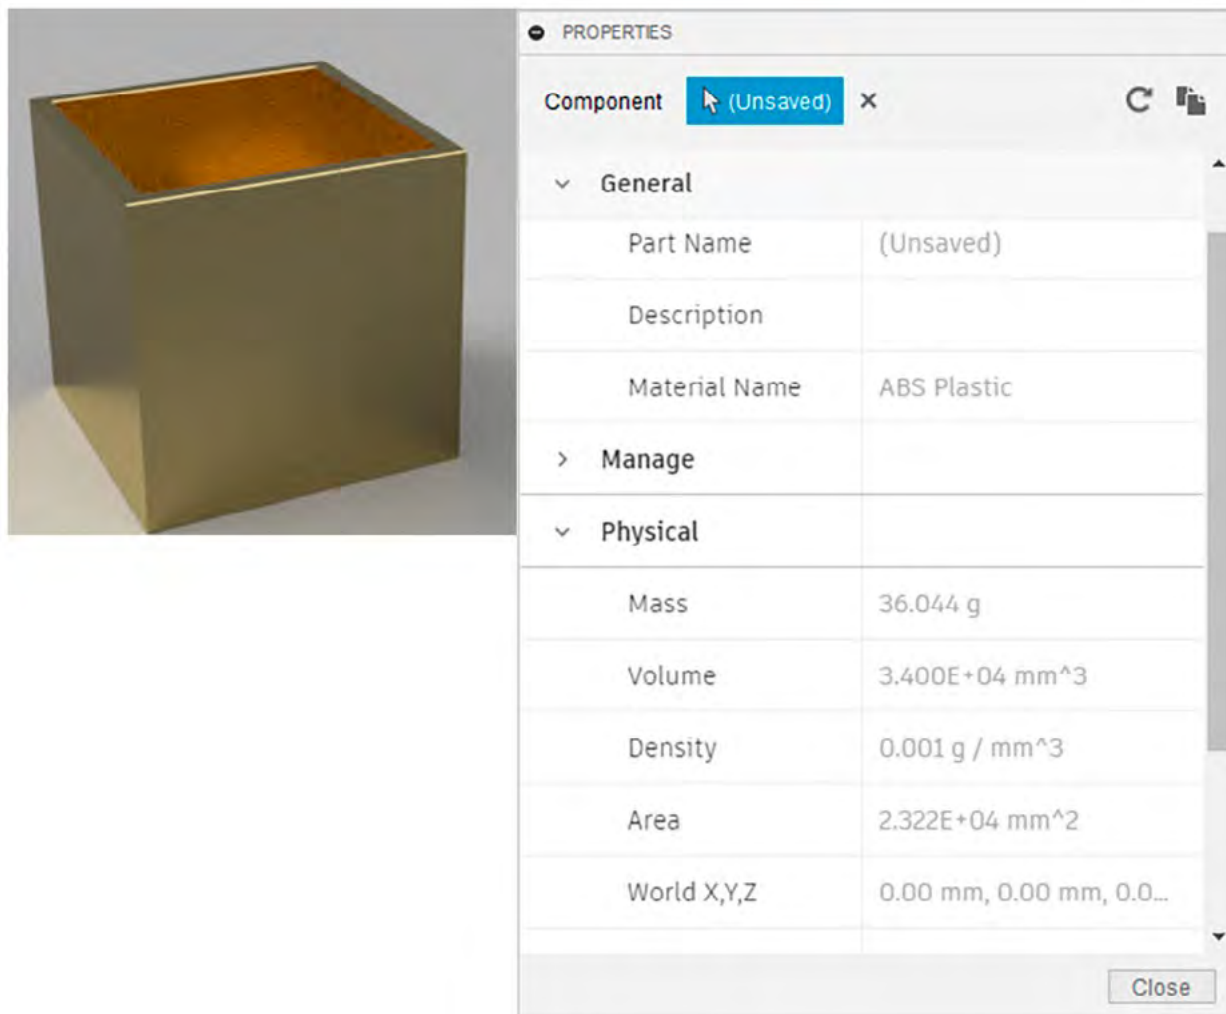 PROPERTIES
Component (Unsaved)
General
Part Name (Unsaved)
Description
Material Name ABS Plastic
Manage
Physical
Mass 36.044 g
Volume 3.400E+04 mm^3
Density 0.001 g / mm^3
Area 2.322E+04 mm^2
World X,Y,Z 0.00 mm, 0.00 mm, 0.0...
Close